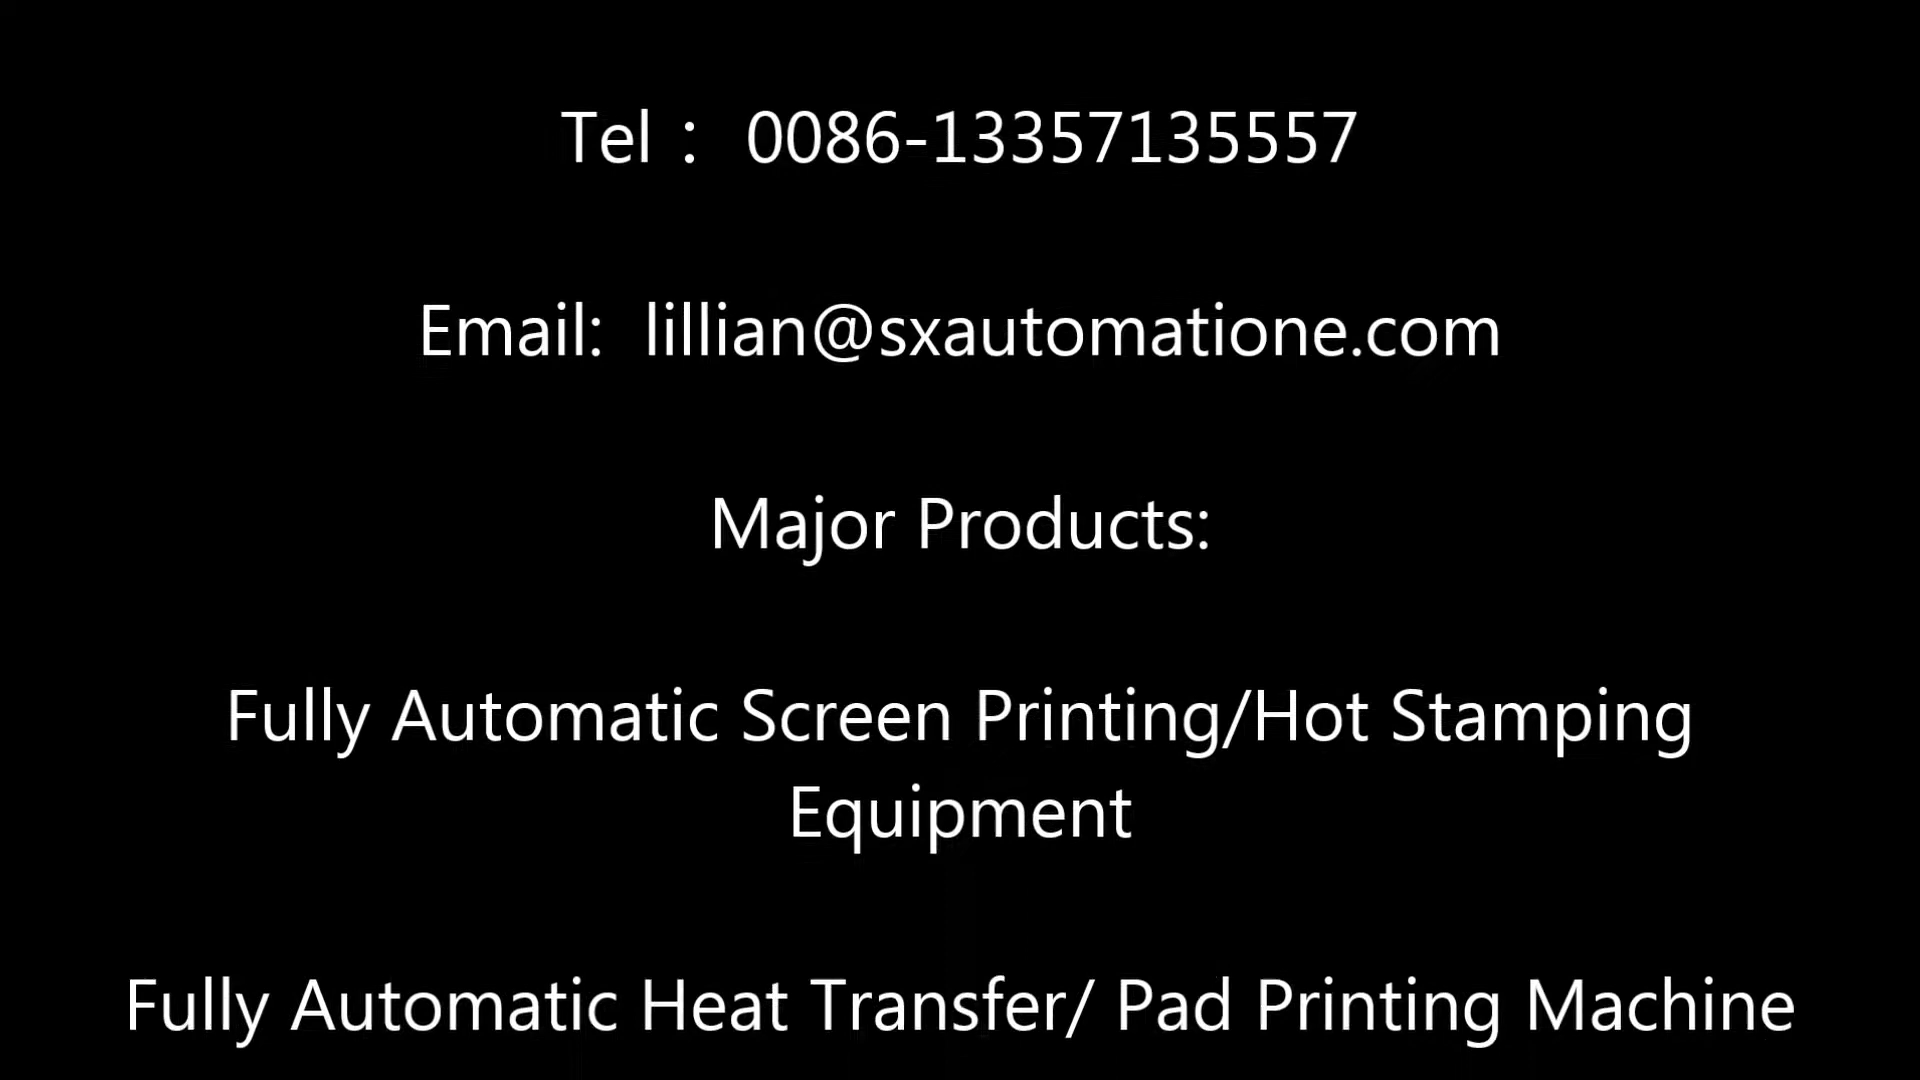 Tel： 0086-13357135557
Email: lillian@sxautomatione.com
Major Products:
Fully Automatic Screen Printing/Hot Stamping
Equipment
Fully Automatic Heat Transfer/ Pad Printing Machine